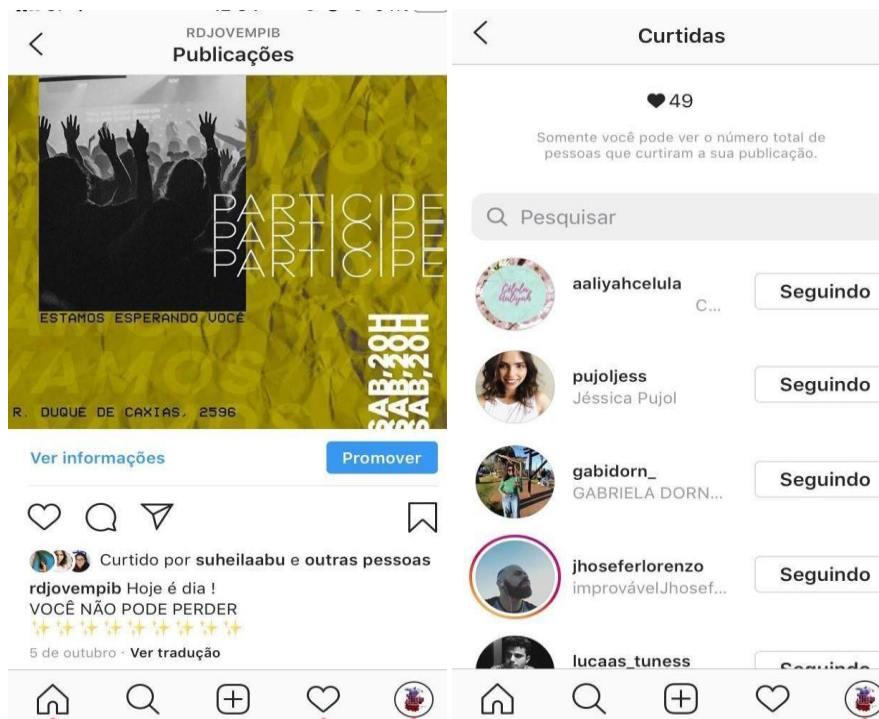 RDJOVEMPIB
Publicações
PARTICIPE
PARTICIPE
PARTICIPE
ESTAMOS ESPERANDO VOCÊ
SAB,20H
SAB,20H
R. DUQUE DE CAXIAS, 2596
Ver informações
Promover
Curtido por suheilaabu e outras pessoas
rdjovempib Hoje é dia !
VOCÊ NÃO PODE PERDER
5 de outubro · Ver tradução
Curtidas
49
Somente você pode ver o número total de
pessoas que curtiram a sua publicação.
Pesquisar
aaliyahcelula
C...
Seguindo
pujoljess
Jéssica Pujol
Seguindo
gabidorn_
GABRIELA DORN...
Seguindo
jhoseferlorenzo
improvávelJhosef...
Seguindo
lucaas_tuness
Seguindo